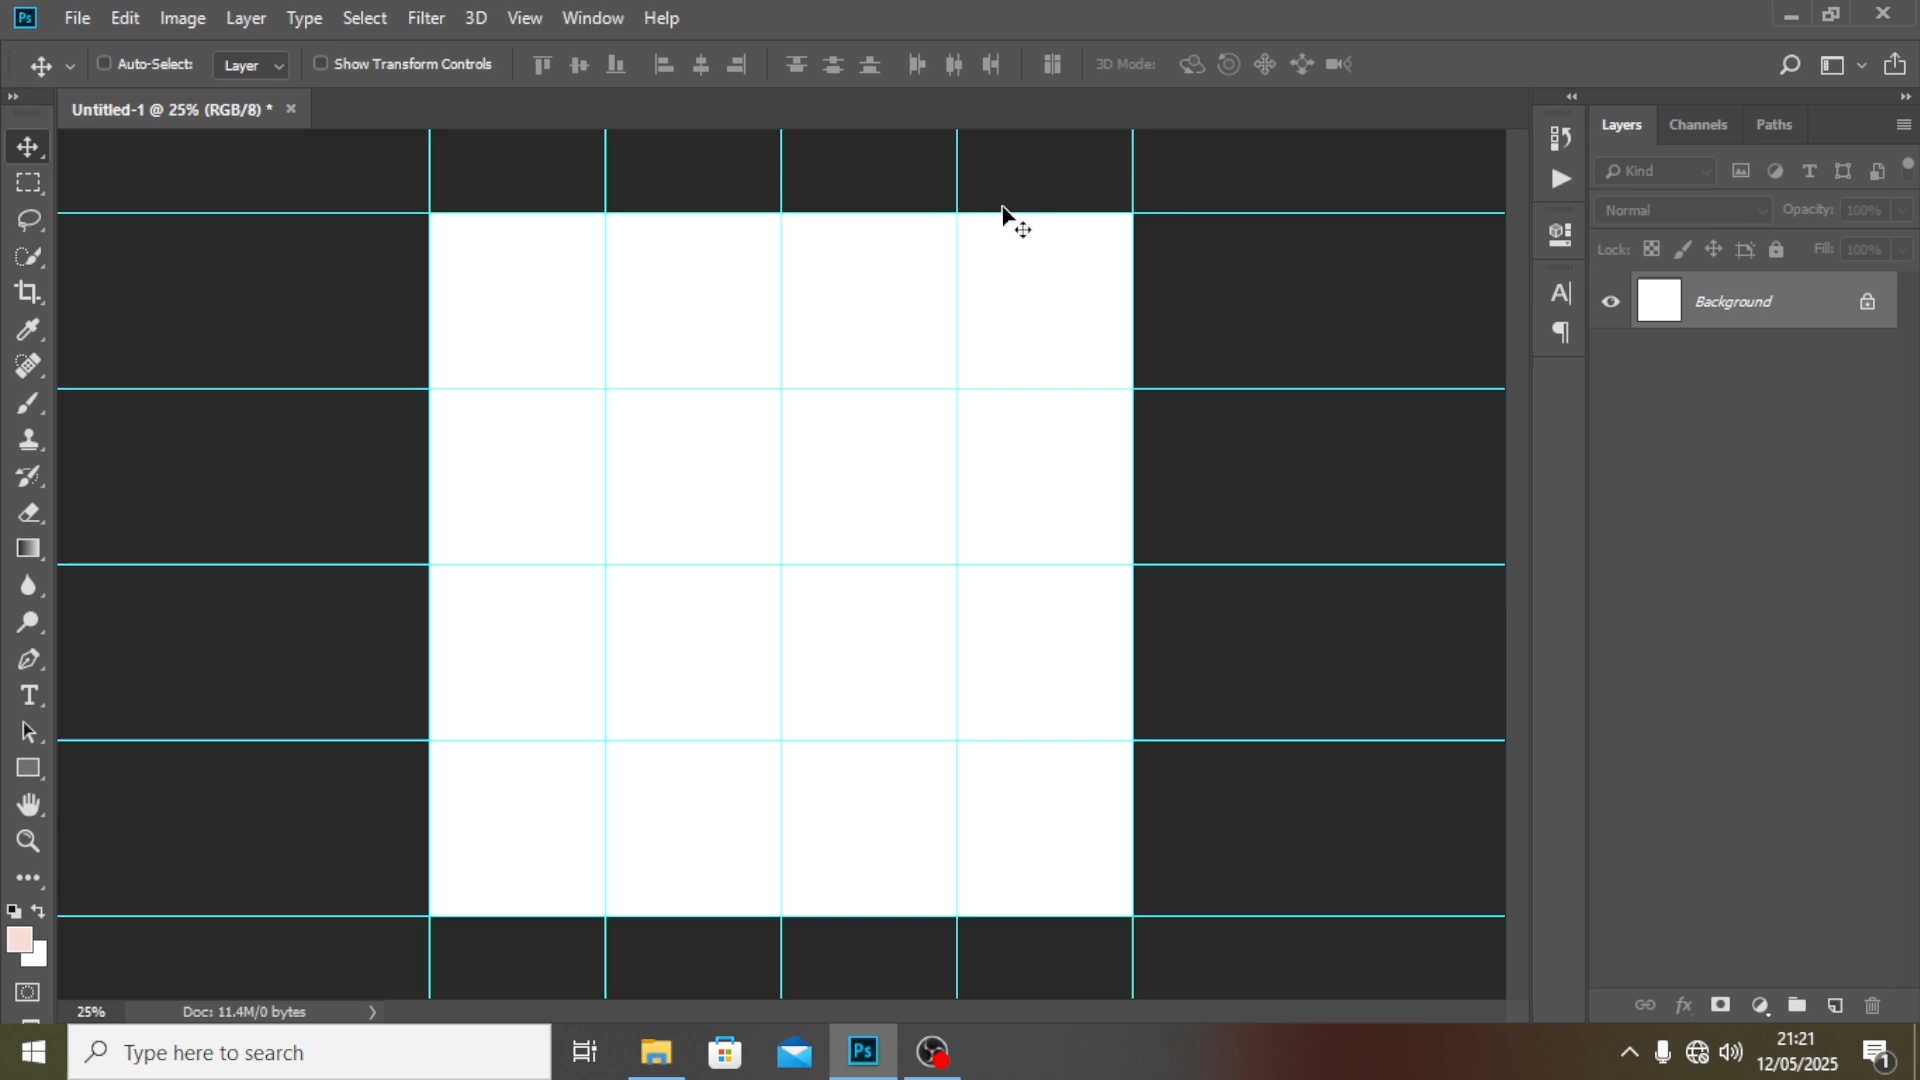 Ps File Edit Image Layer Type Select Filter 3D View Window Help
Auto-Select: Layer Show Transform Controls 3D Mode:
Untitled-1 @ 25% (RGB/8) *
Layers Channels Paths
Kind
Normal Opacity: 100%
Lock: Fill: 100%
Background
25% Doc: 11.4M/0 bytes
Type here to search
Ps
21:21
12/05/2025
1